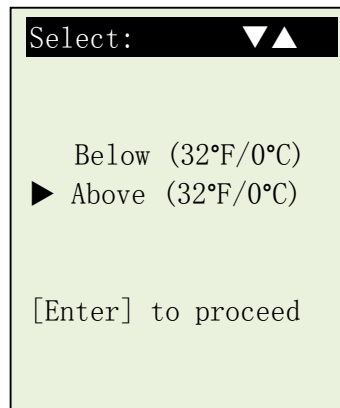 Select: ▼▲
Below (32°F/0°C)
▶ Above (32°F/0°C)
[Enter] to proceed